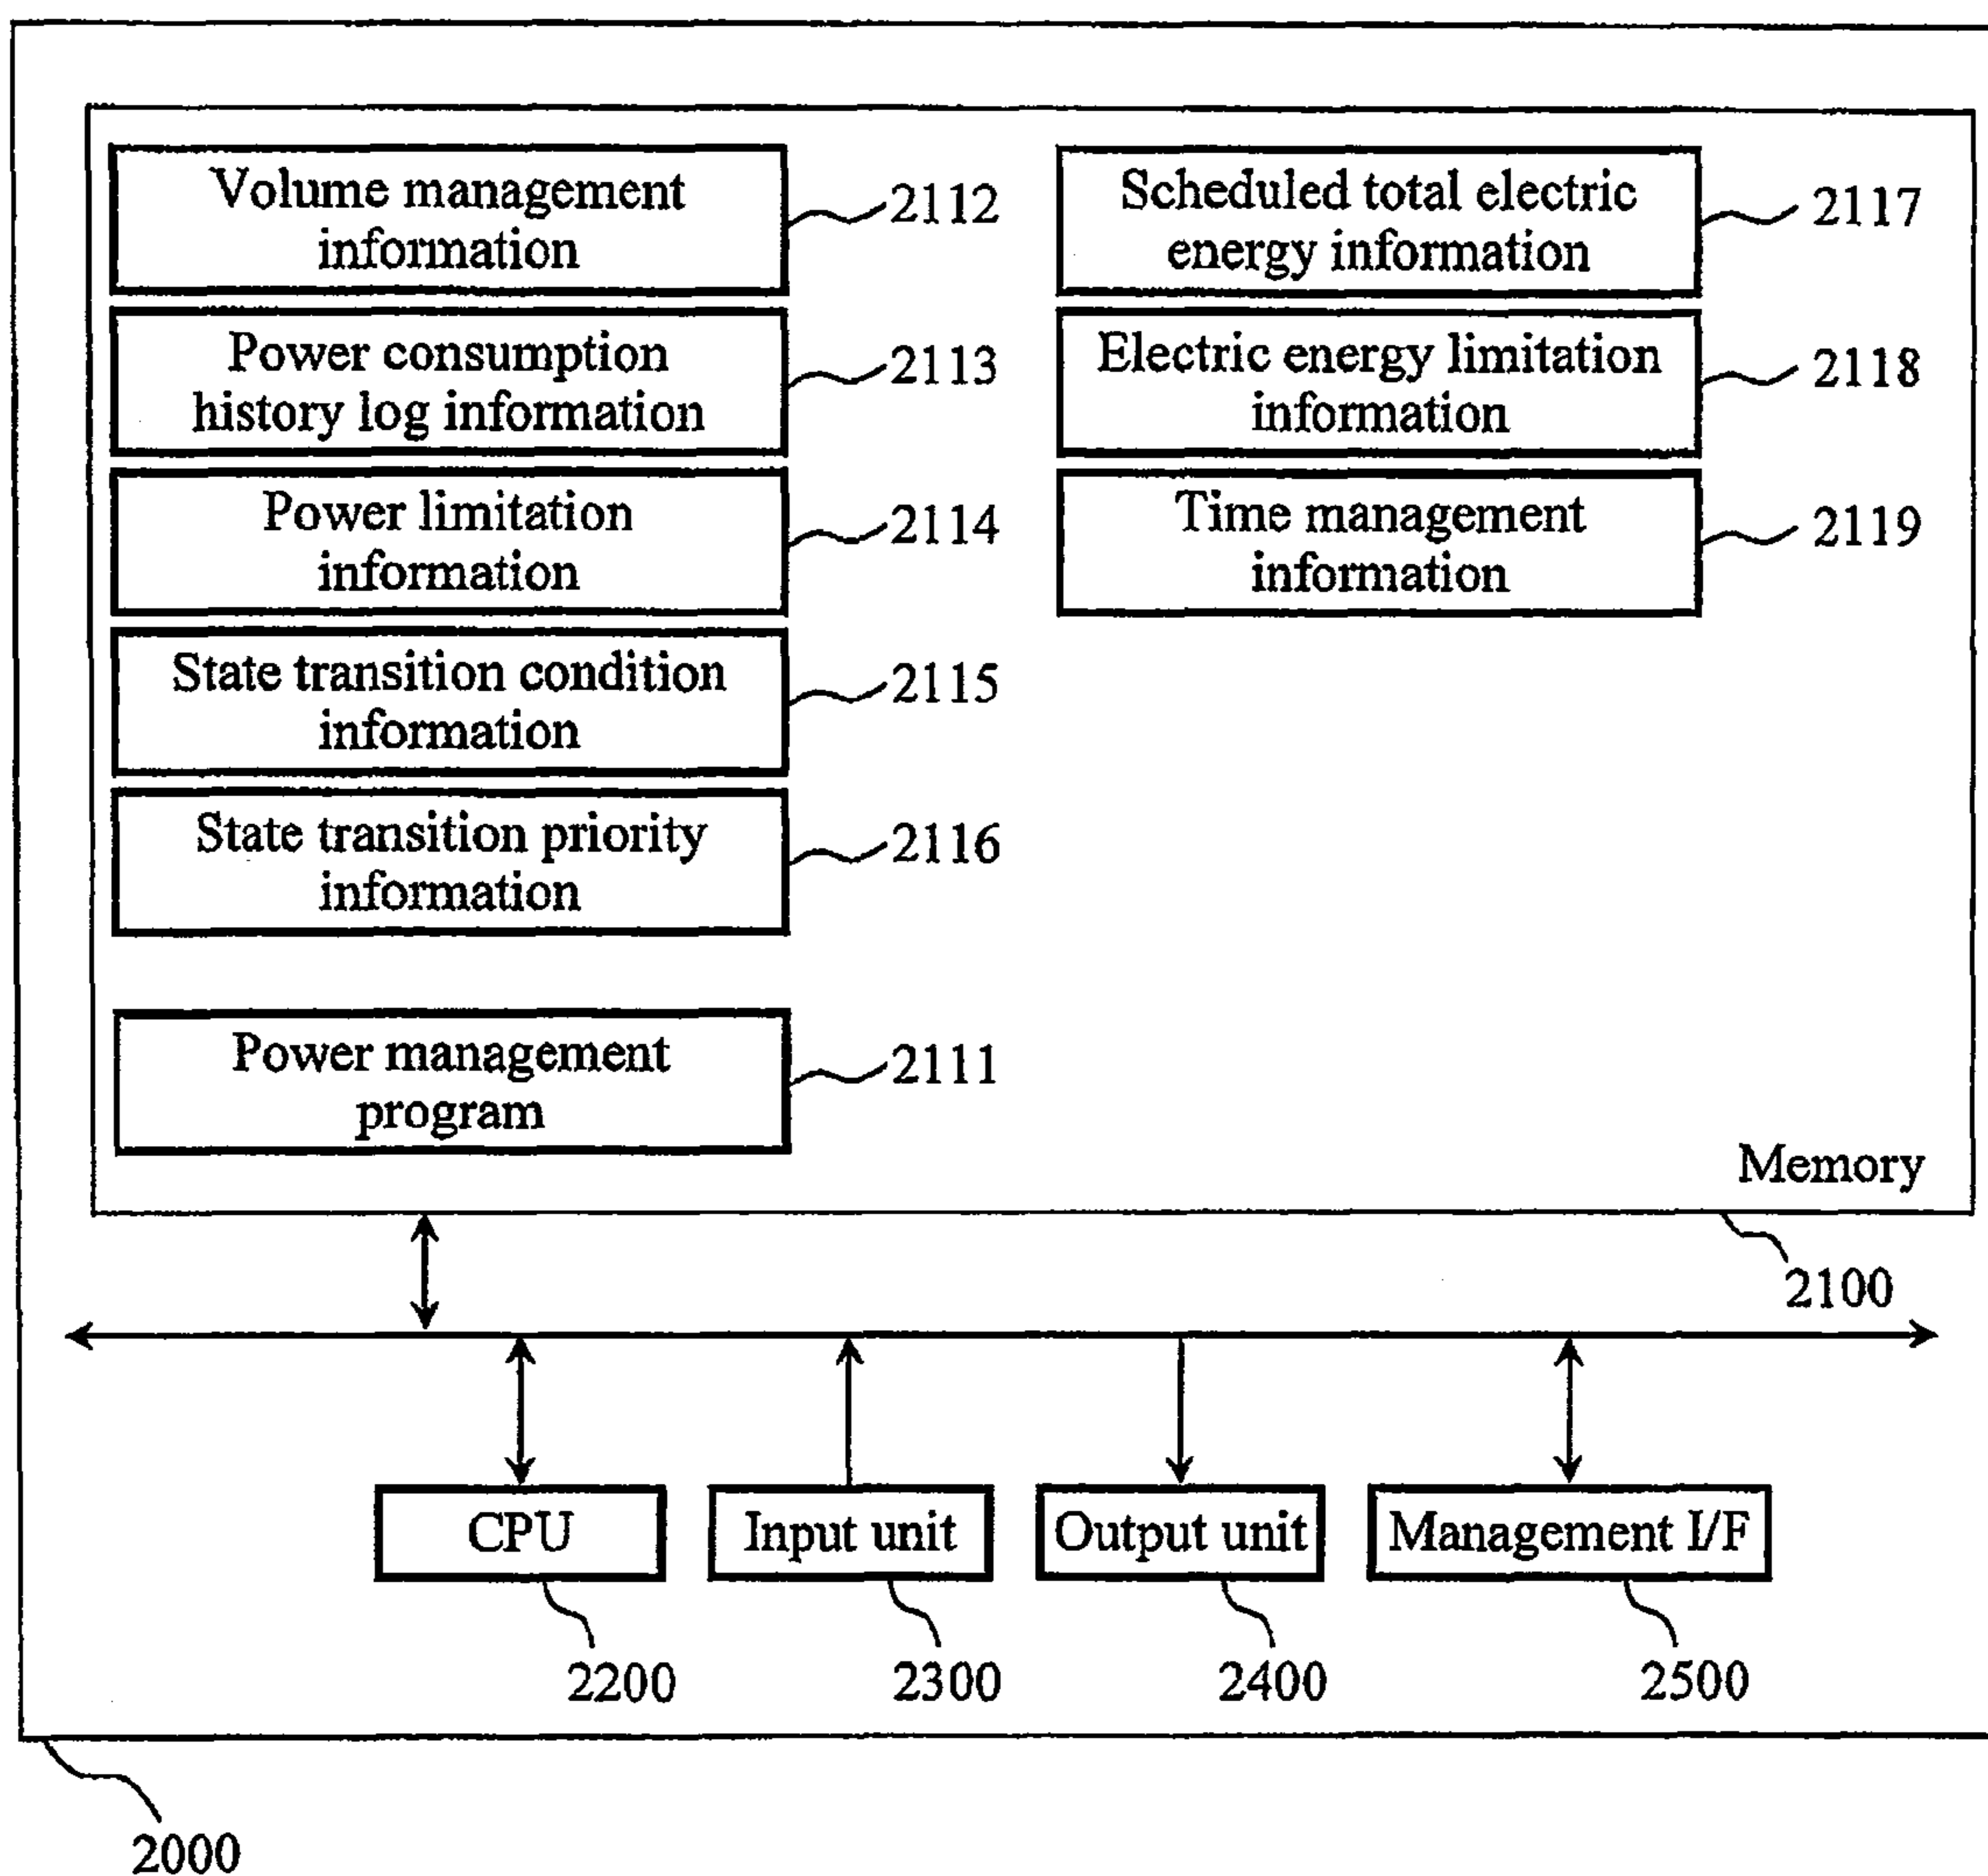 Volume management
information
2112
Power consumption
history log information
2113
Power limitation
information
2114
State transition condition
information
2115
State transition priority
information
2116
Power management
program
2111
Scheduled total electric
energy information
2117
Electric energy limitation
information
2118
Time management
information
2119
Memory
2100
CPU
Input unit
Output unit
Management I/F
2200
2300
2400
2500
2000